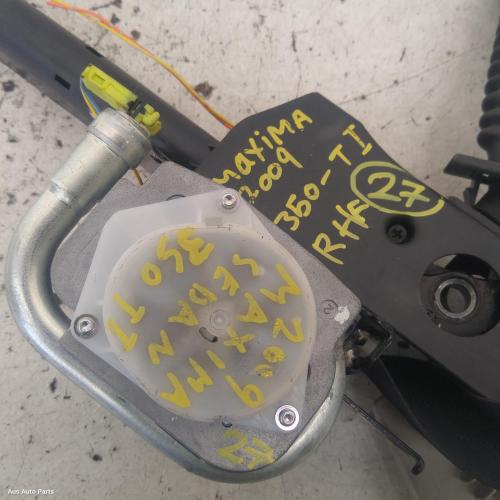 MAXIMA
2009
350-TI
RHF
27
M 2009
MAXIMA
SEDAN
350 TI
27
Aus Auto Parts